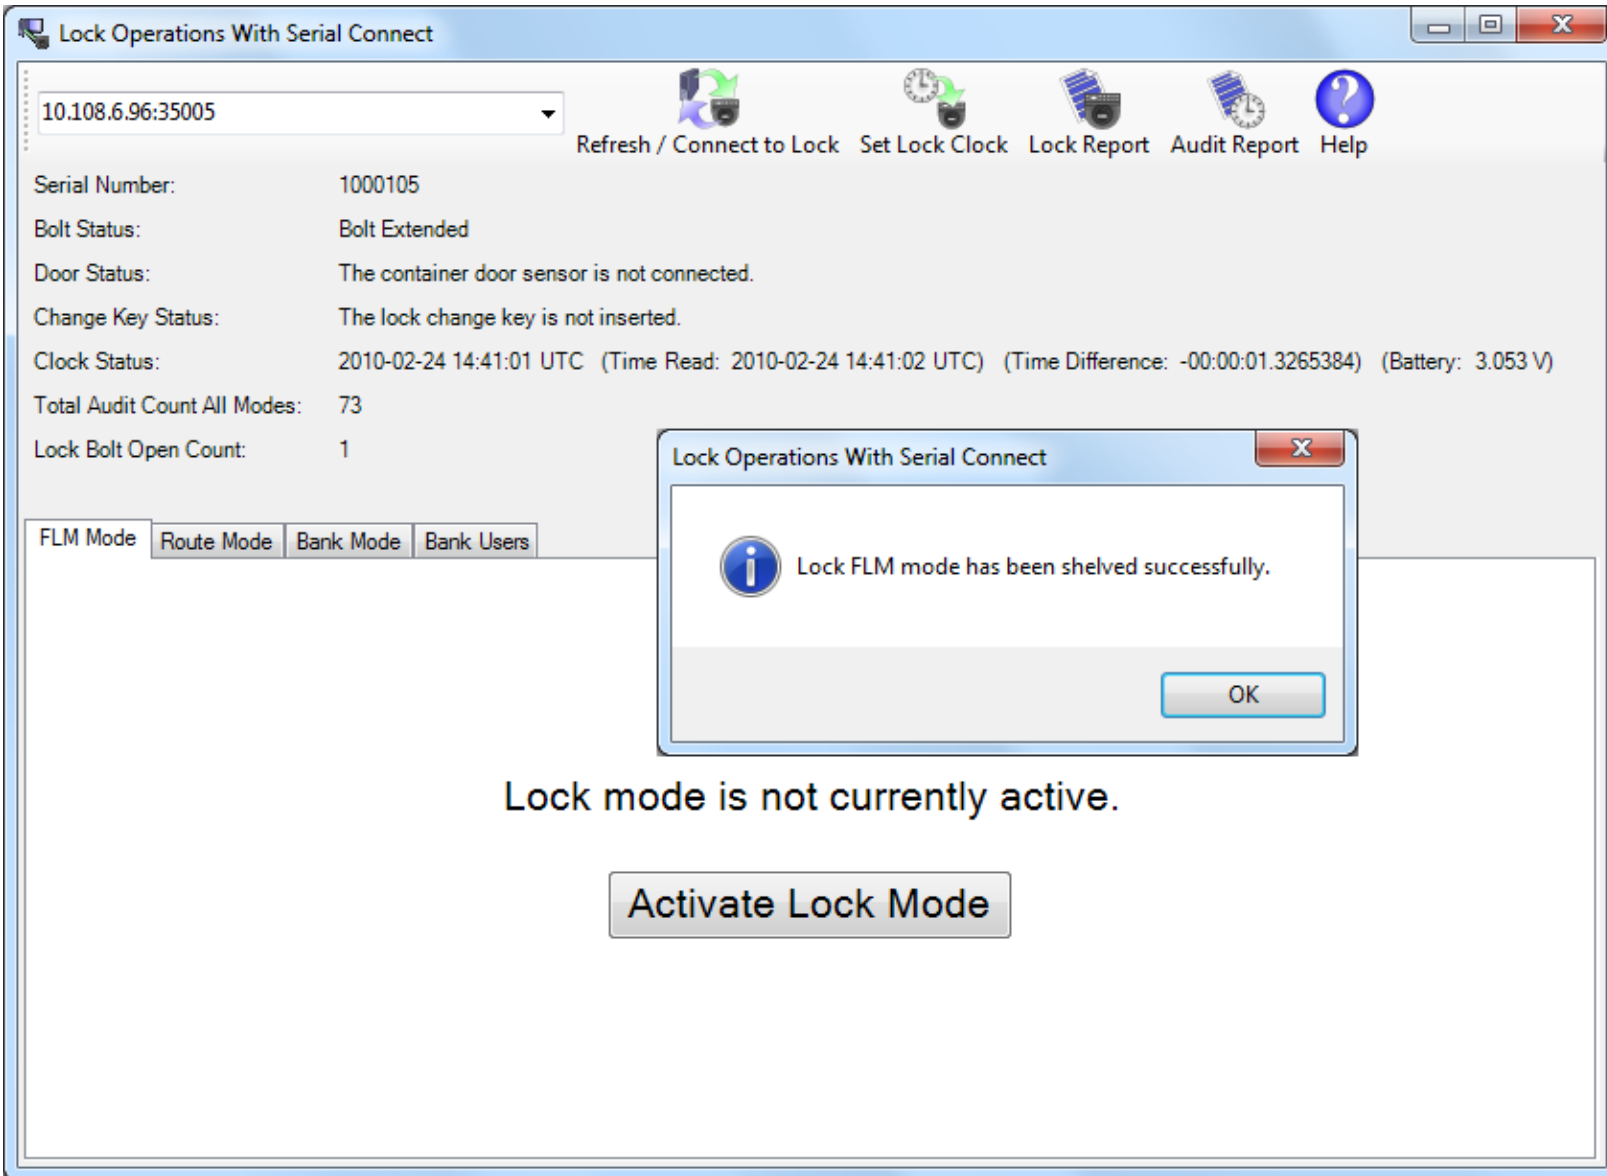 Lock Operations With Serial Connect
10.108.6.96:35005
Refresh / Connect to Lock Set Lock Clock Lock Report Audit Report Help
Serial Number: 1000105
Bolt Status: Bolt Extended
Door Status: The container door sensor is not connected.
Change Key Status: The lock change key is not inserted.
Clock Status: 2010-02-24 14:41:01 UTC (Time Read: 2010-02-24 14:41:02 UTC) (Time Difference: -00:00:01.3265384) (Battery: 3.053 V)
Total Audit Count All Modes: 73
Lock Bolt Open Count: 1
Lock Operations With Serial Connect
Lock FLM mode has been shelved successfully.
OK
FLM Mode Route Mode Bank Mode Bank Users
Lock mode is not currently active.
Activate Lock Mode